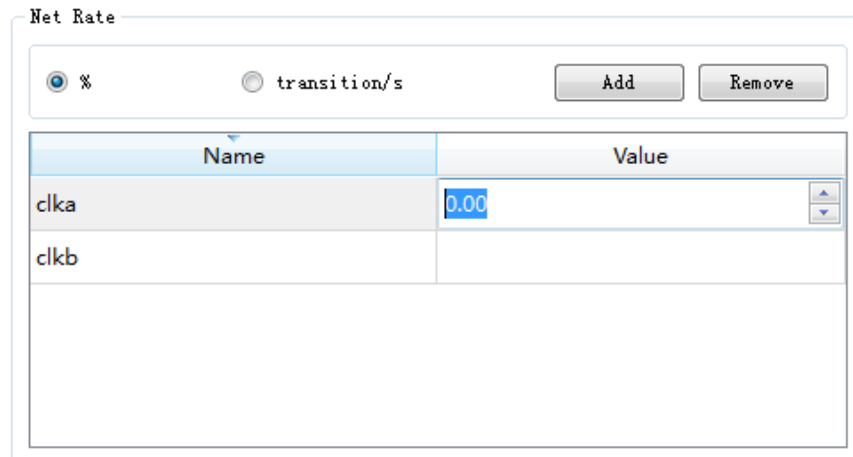 Net Rate
% transition/s Add Remove
Name Value
clka 0.00
clkb